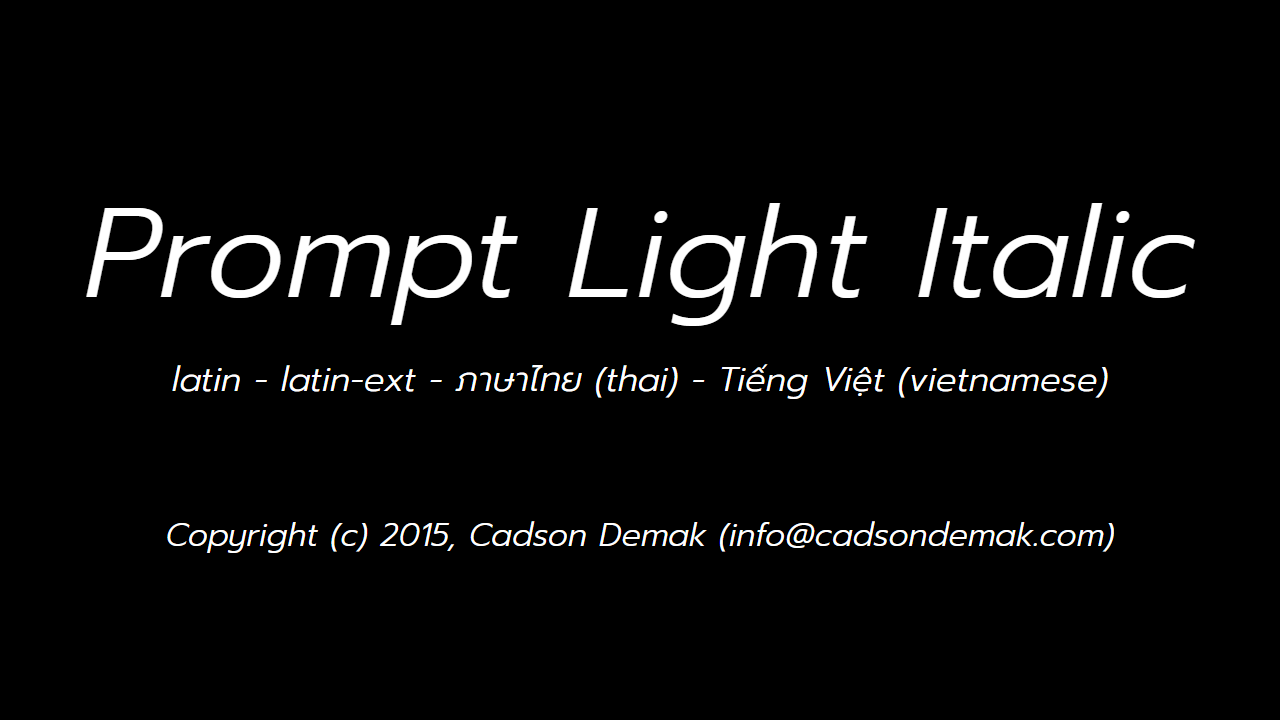 Prompt Light Italic
latin - latin-ext - ภาษาไทย (thai) - Tiếng Việt (vietnamese)
Copyright (c) 2015, Cadson Demak (info@cadsondemak.com)